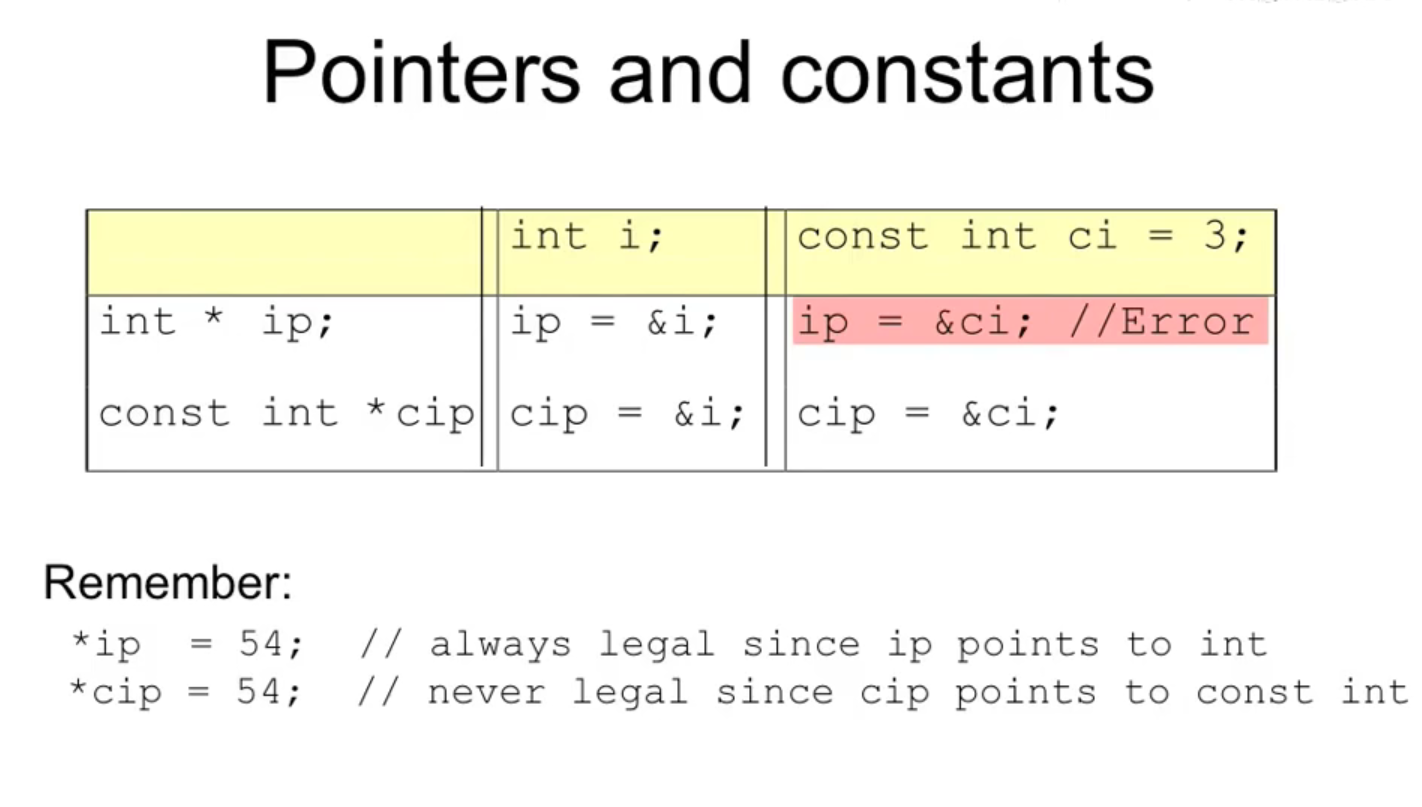 Pointers and constants
int i; const int ci = 3;
int * ip; ip = &i; ip = &ci; //Error
const int *cip cip = &i; cip = &ci;
Remember:
*ip = 54; // always legal since ip points to int
*cip = 54; // never legal since cip points to const int